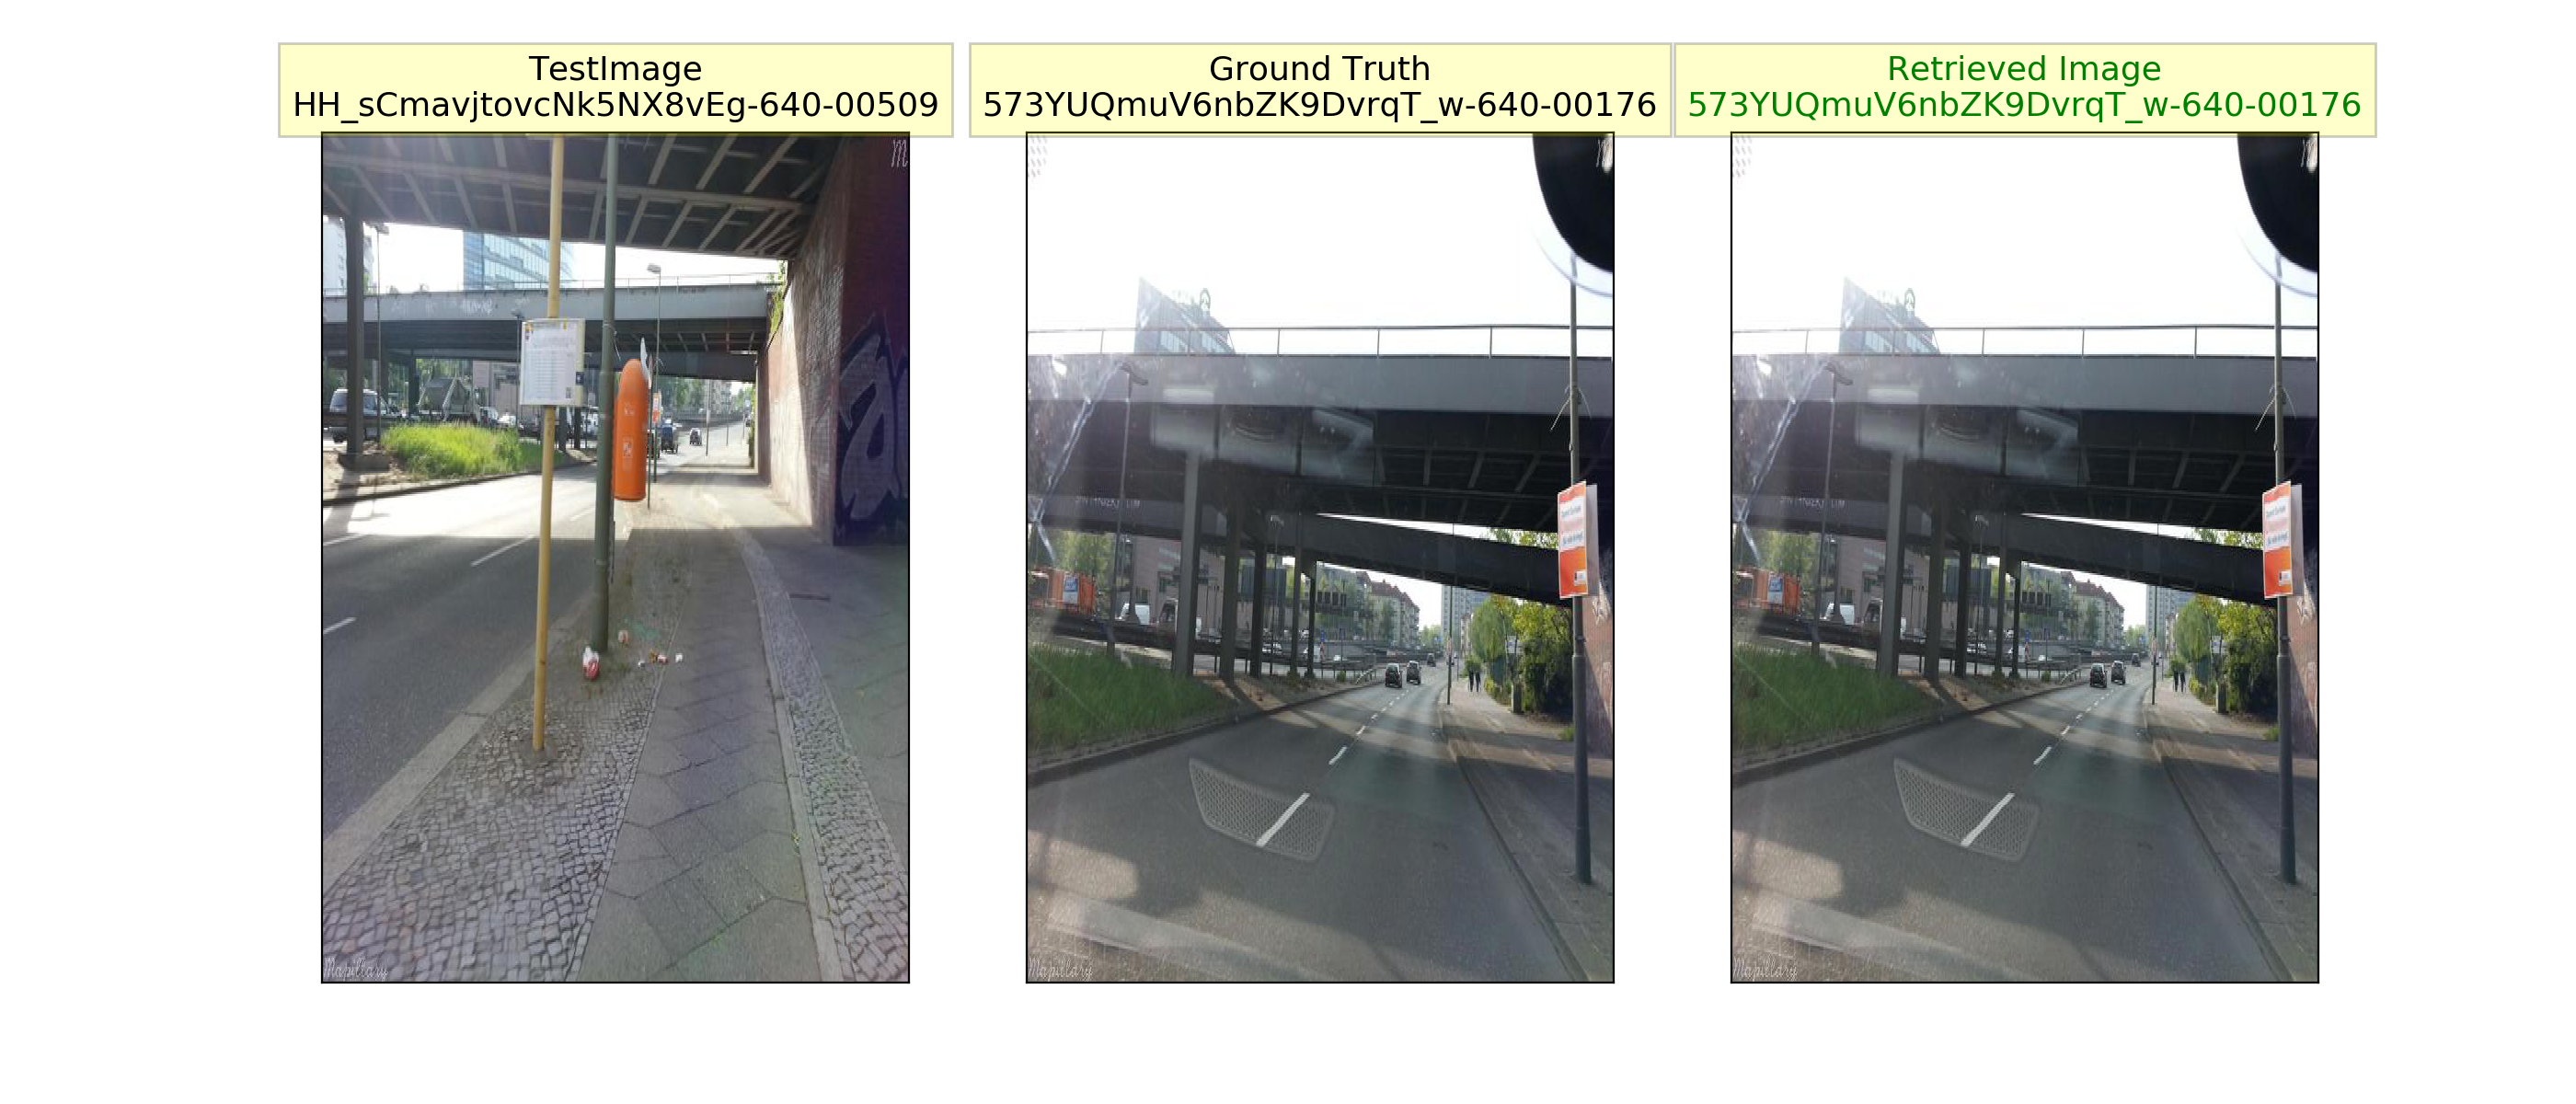 TestImage
HH_sCmavjtovcNk5NX8vEg-640-00509
Ground Truth
573YUQmuV6nbZK9DvrqT_w-640-00176
Retrieved Image
573YUQmuV6nbZK9DvrqT_w-640-00176
Mapillary
Mapillary
Mapillary